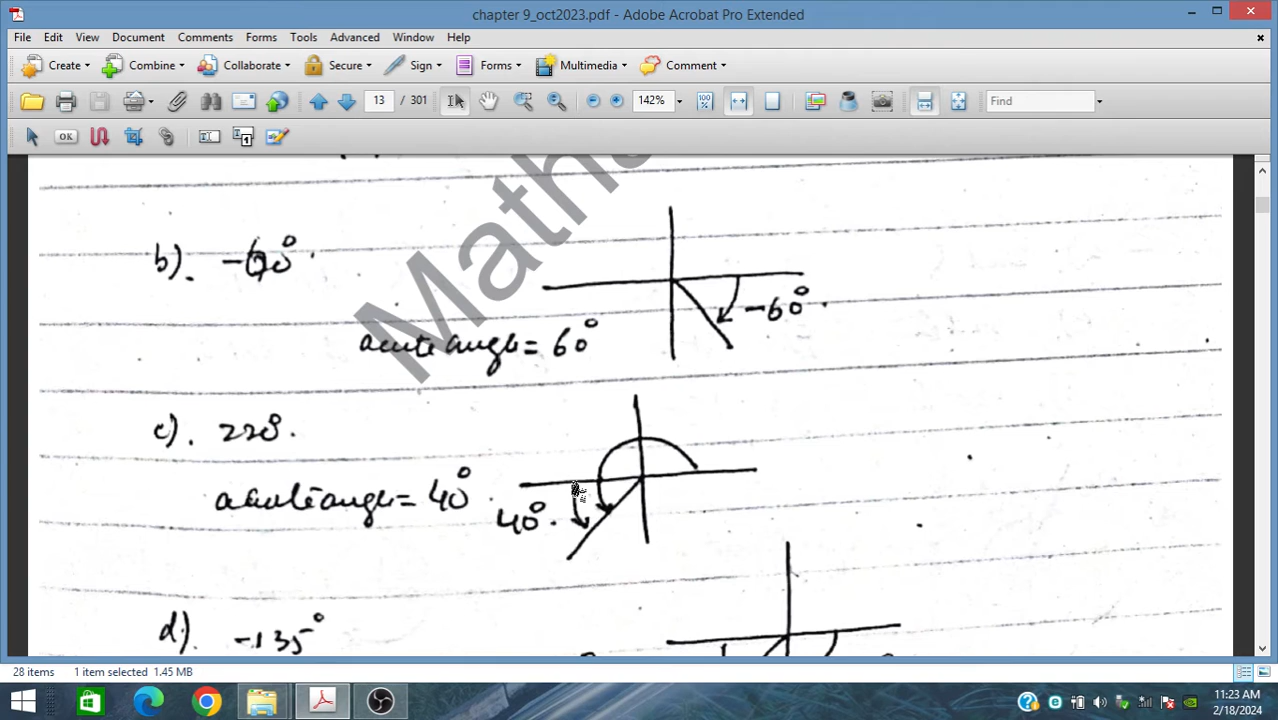 chapter 9_oct2023.pdf - Adobe Acrobat Pro Extended
File Edit View Document Comments Forms Tools Advanced Window Help
Create Combine Collaborate Secure Sign Forms Multimedia Comment
13 / 301 142% Find
OK
Math
b). -60°.
-60°.
acute angle = 60°
c). 220.
acute angle = 40°.
40°.
d). -135°
28 items 1 item selected 1.45 MB
11:23 AM
2/18/2024